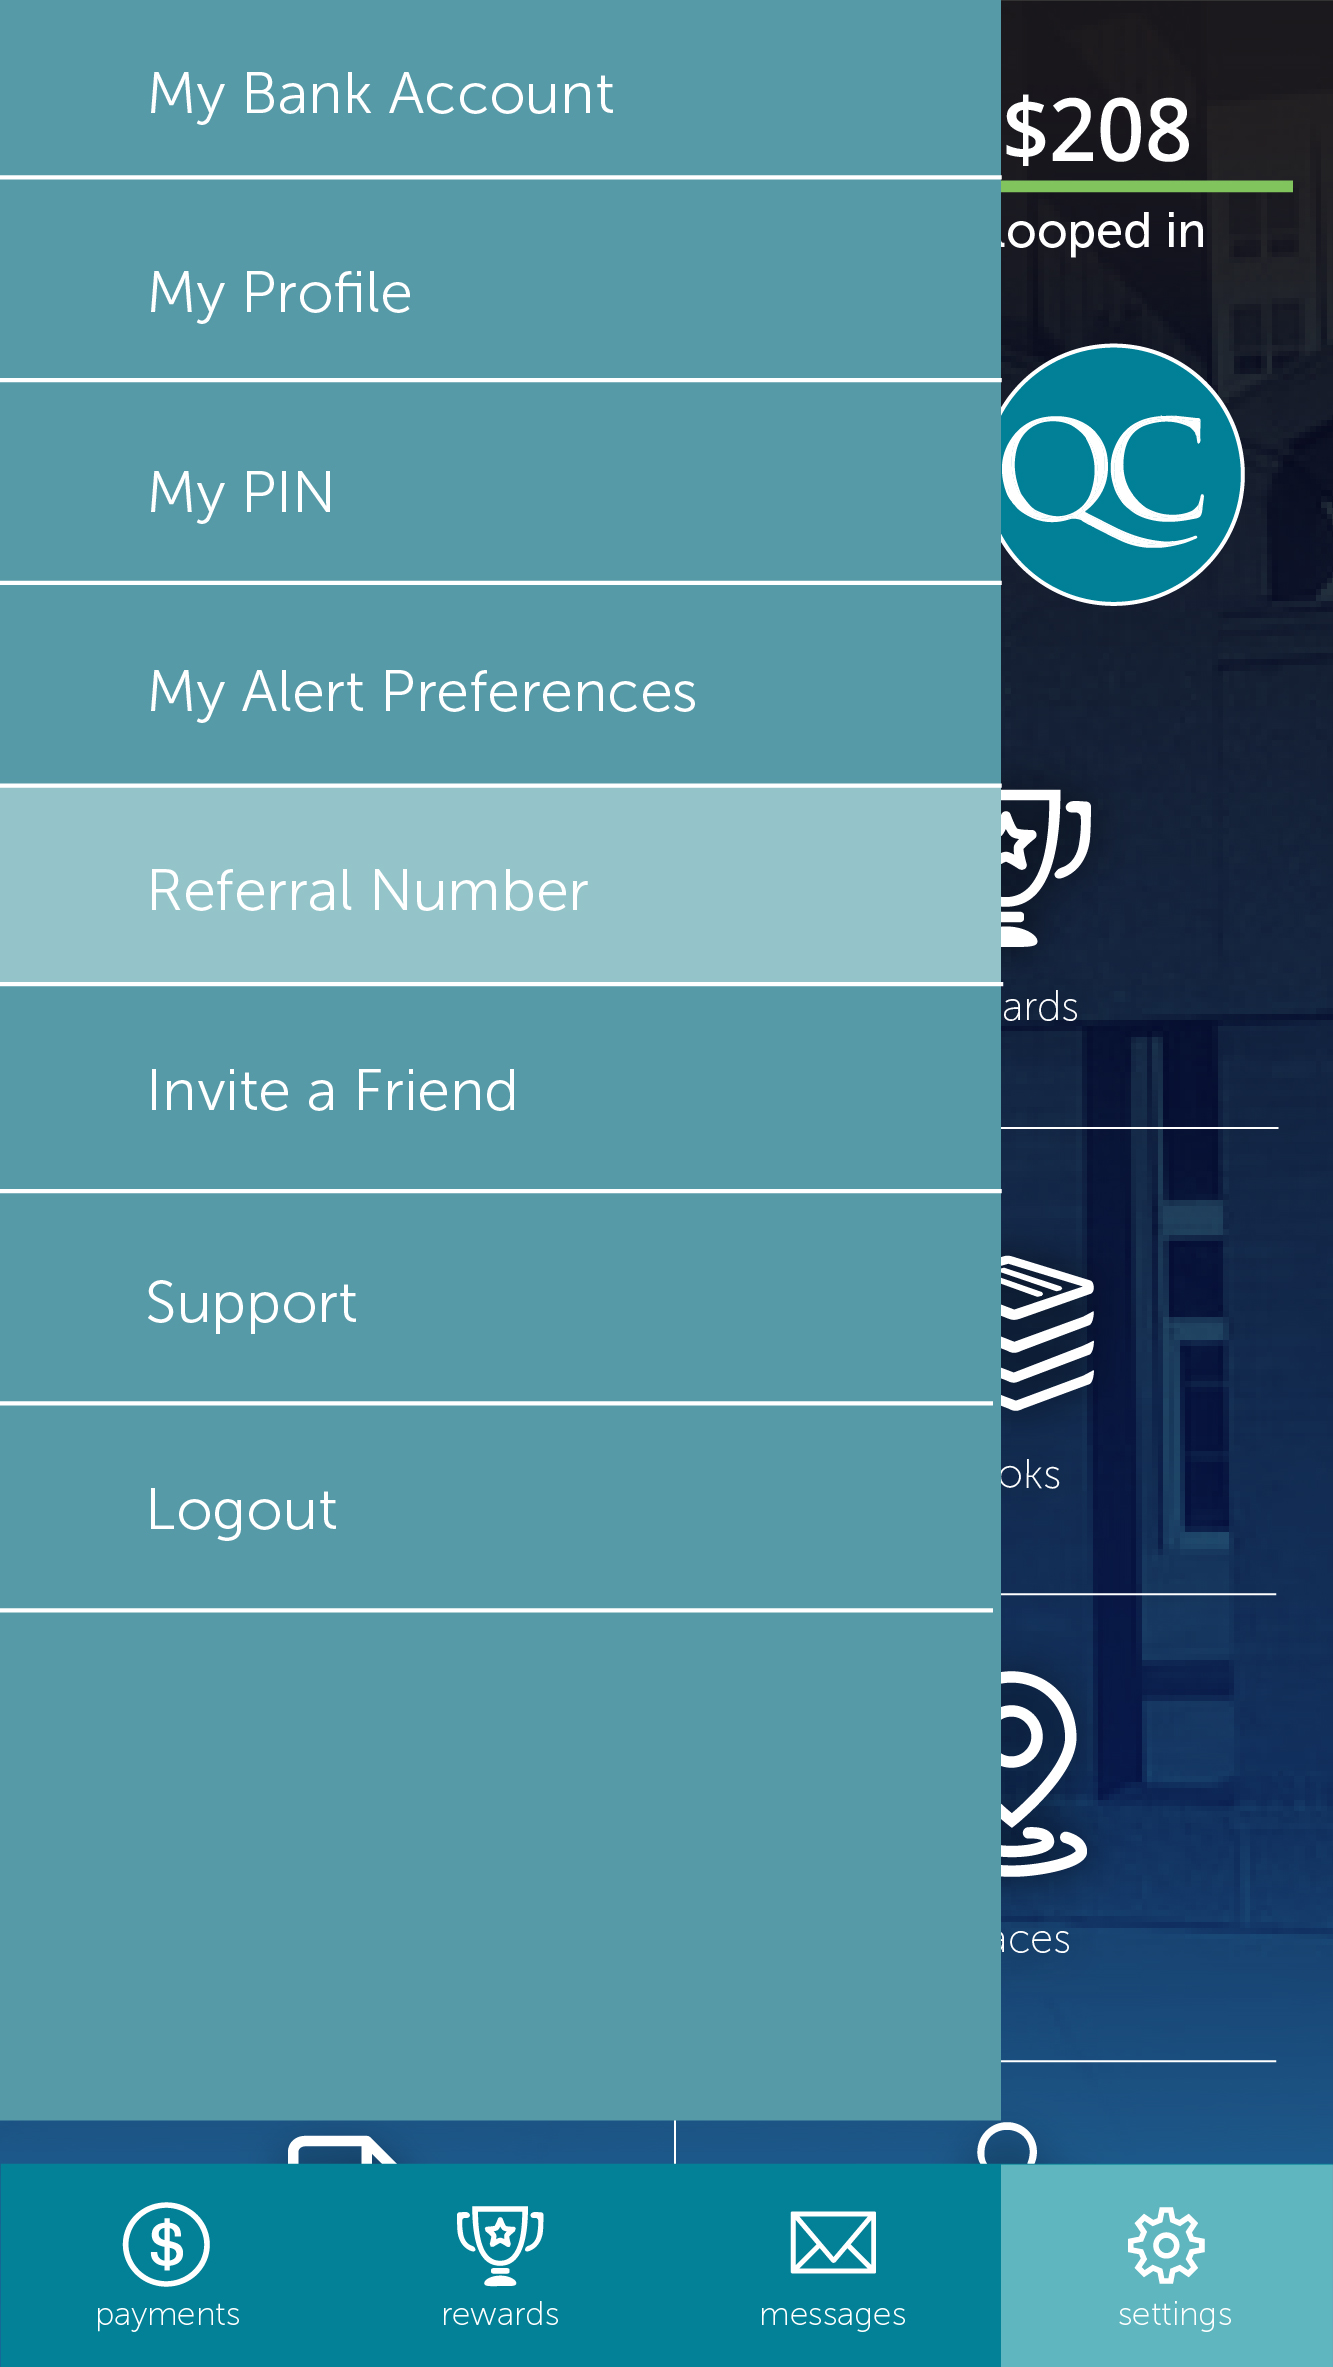 My Bank Account
$208
looped in
My Profile
QC
My PIN
My Alert Preferences
Referral Number
ards
Invite a Friend
Support
oks
Logout
aces
payments
rewards
messages
settings